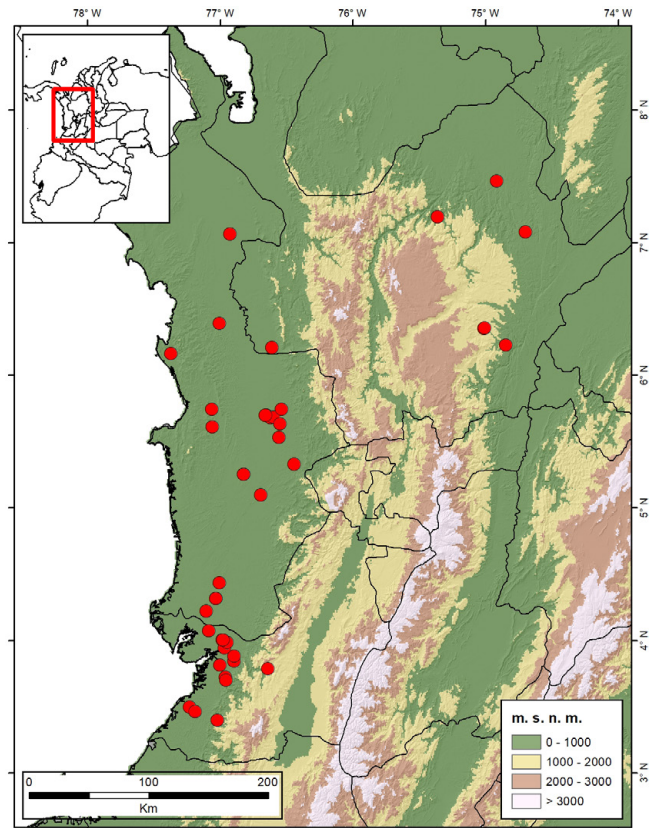 78° W 77° W 76° W 75° W 74° W
8° N
7° N
6° N
5° N
4° N
3° N
m. s. n. m.
0 - 1000
1000 - 2000
2000 - 3000
> 3000
0 100 200
Km